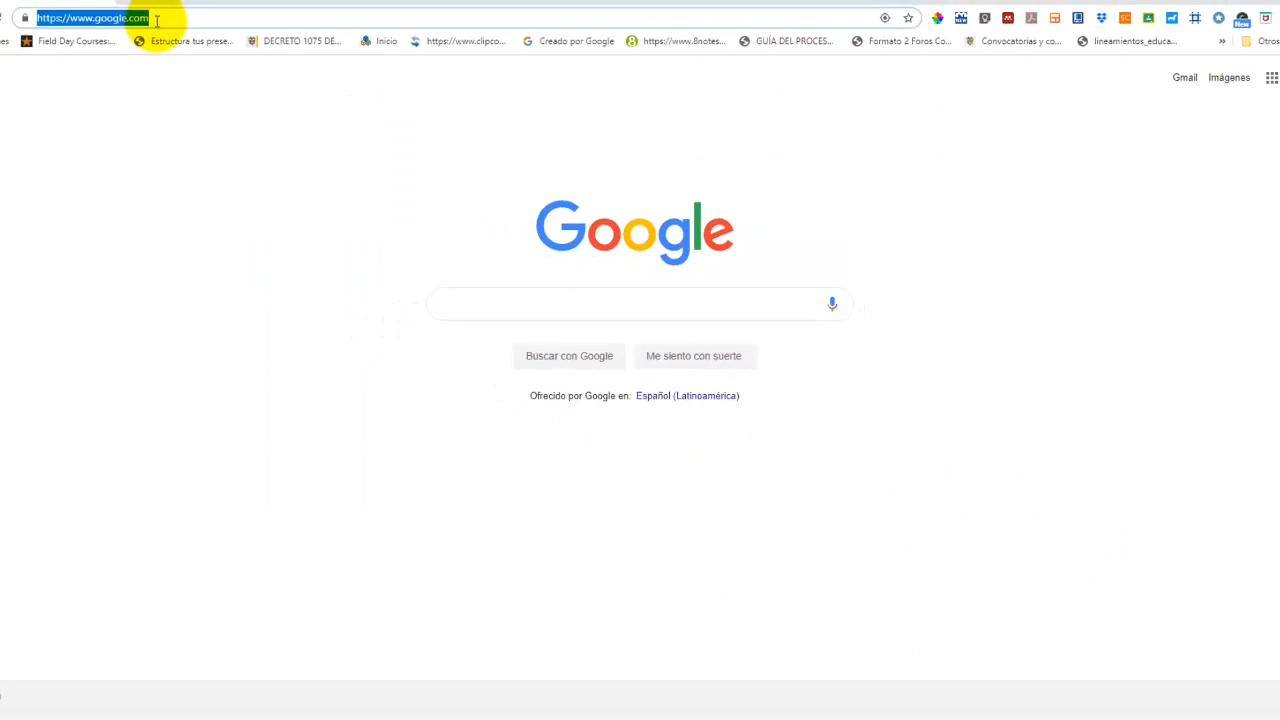 https://www.google.com
Field Day Courses:...
Estructura tus prese...
DECRETO 1075 DE...
Inicio
https://www.clipco...
Creado por Google
https://www.8notes...
GUÍA DEL PROCES...
Formato 2 Foros Co...
Convocatorias y co...
lineamientos_educa...
»
Otros
Gmail
Imágenes
Google
Buscar con Google
Me siento con suerte
Ofrecido por Google en: Español (Latinoamérica)